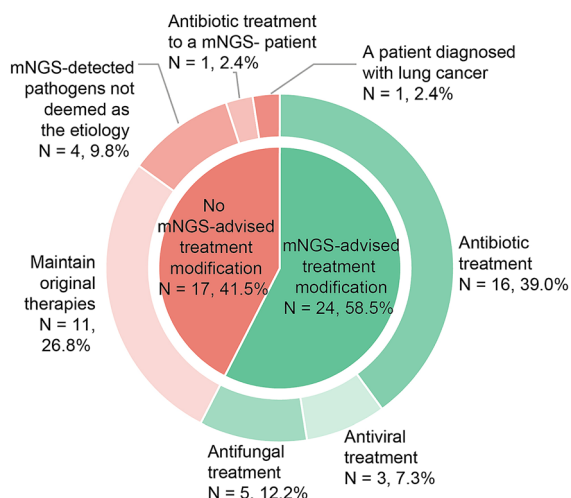 Antibiotic treatment
to a mNGS- patient
N = 1, 2.4%
A patient diagnosed
with lung cancer
N = 1, 2.4%
mNGS-detected
pathogens not
deemed as
the etiology
N = 4, 9.8%
No
mNGS-advised
treatment
modification
N = 17, 41.5%
mNGS-advised
treatment
modification
N = 24, 58.5%
Antibiotic
treatment
N = 16, 39.0%
Maintain
original
therapies
N = 11,
26.8%
Antifungal
treatment
N = 5, 12.2%
Antiviral
treatment
N = 3, 7.3%